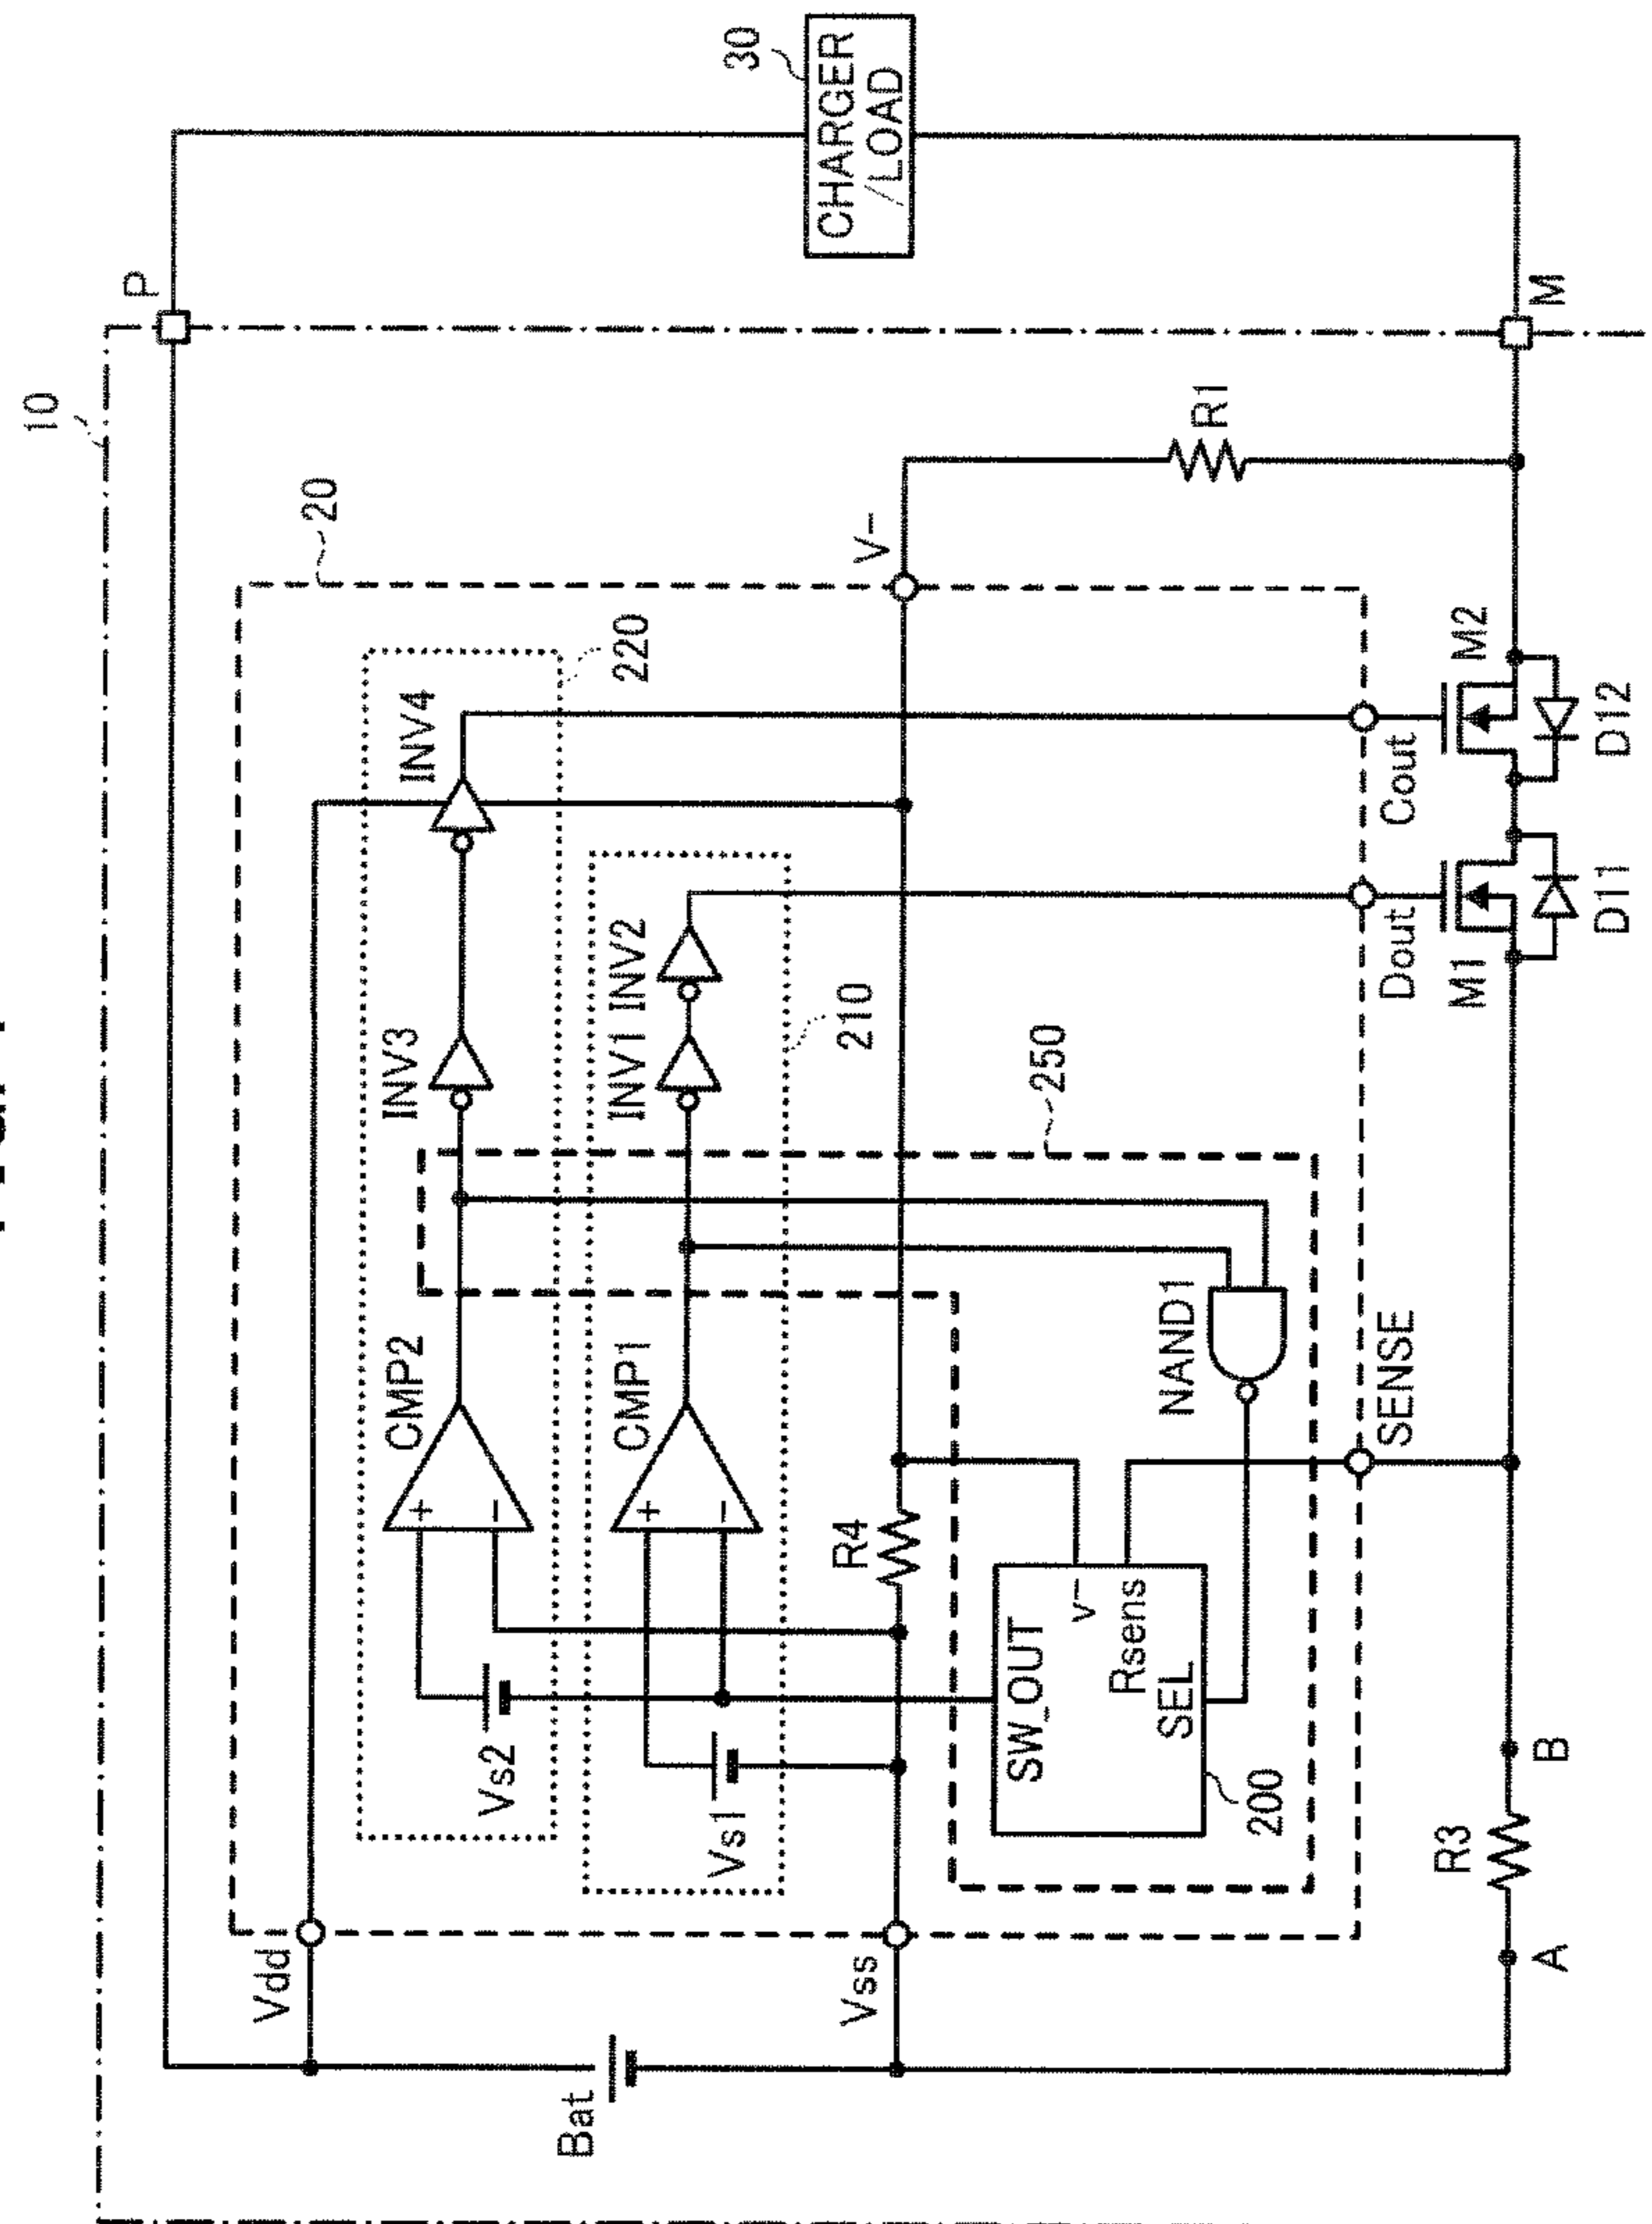 10
P
30
CHARGER
/LOAD
20
Vdd
220
CMP2
INV3
INV4
Vs2
Bat
CMP1
INV1
INV2
Vs1
210
V-
Vss
R4
250
R1
SW_OUT
v-
Rsens
SEL
200
NAND1
SENSE
Dout
Cout
M1
M2
M
R3
A
B
D11
D12
+
-
+
-